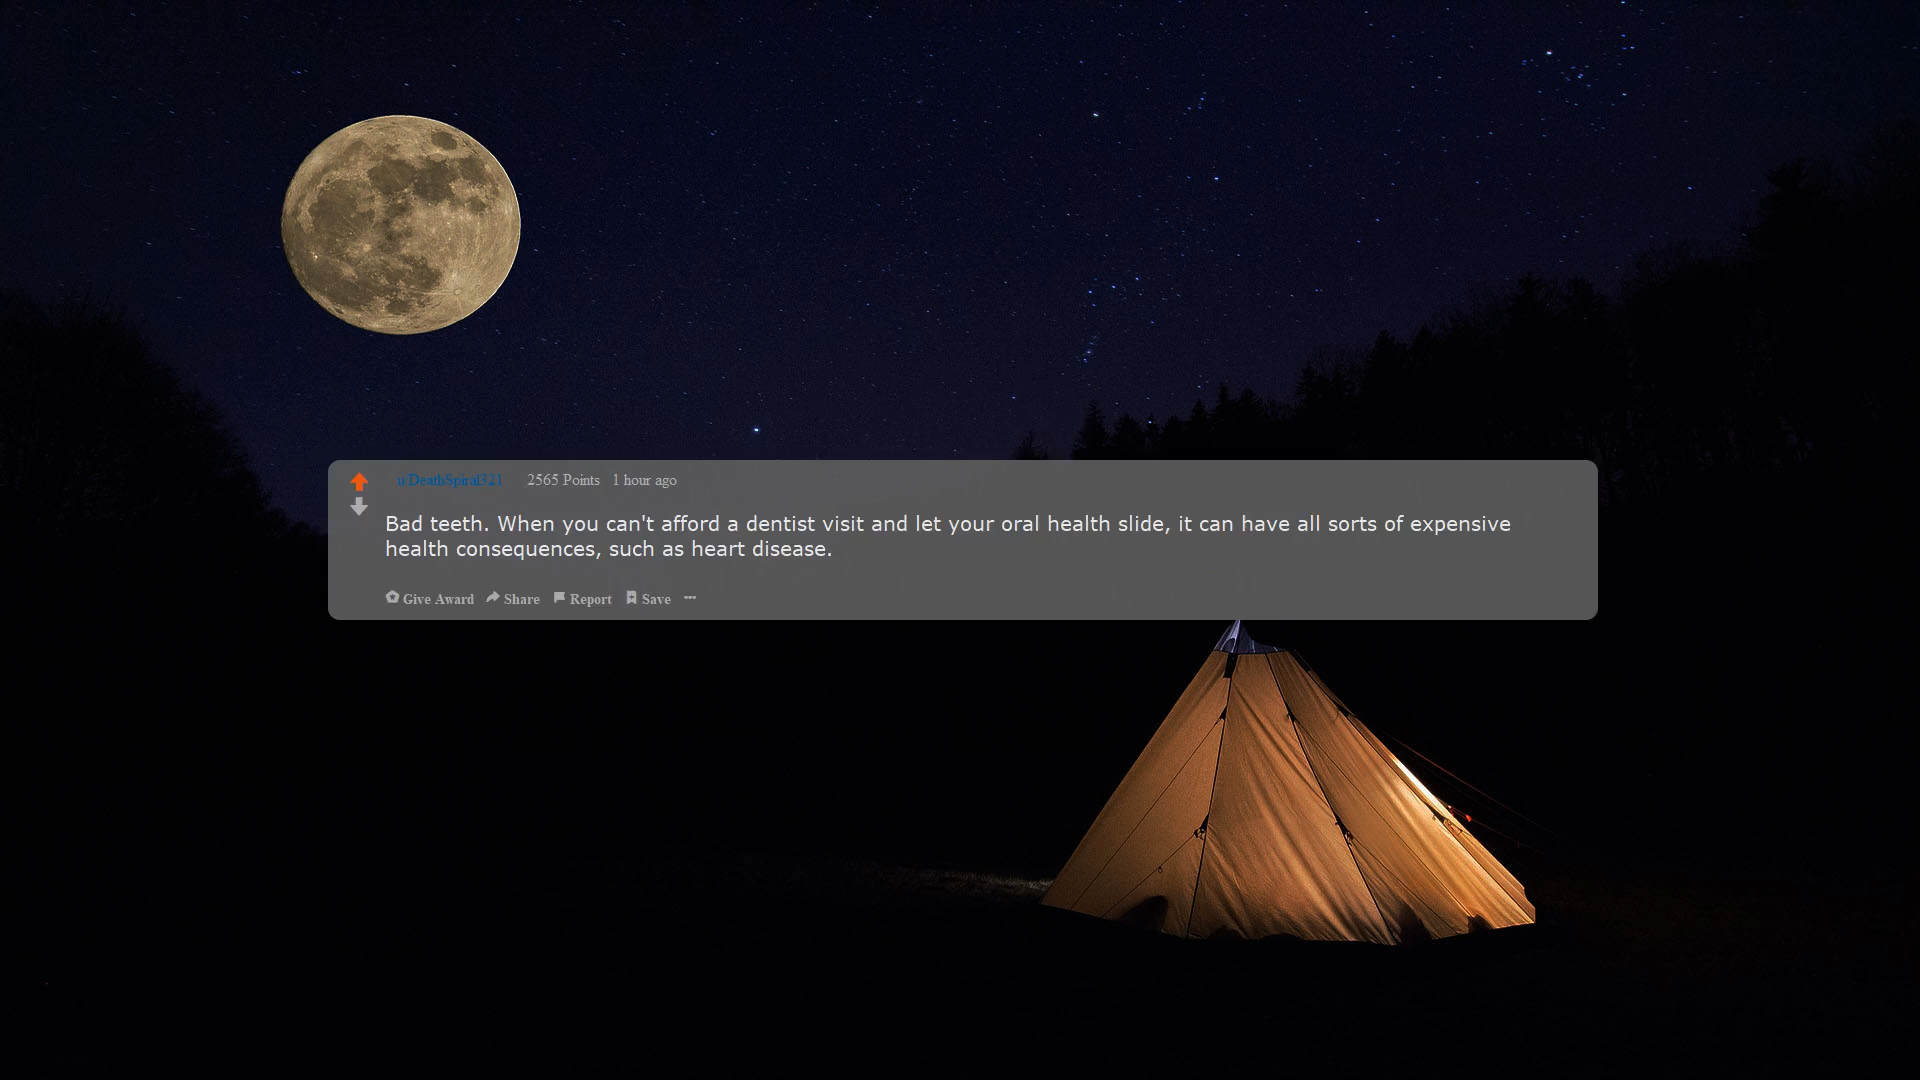 u/DeathSpiral321 2565 Points 1 hour ago
Bad teeth. When you can't afford a dentist visit and let your oral health slide, it can have all sorts of expensive
health consequences, such as heart disease.
Give Award Share Report Save ···